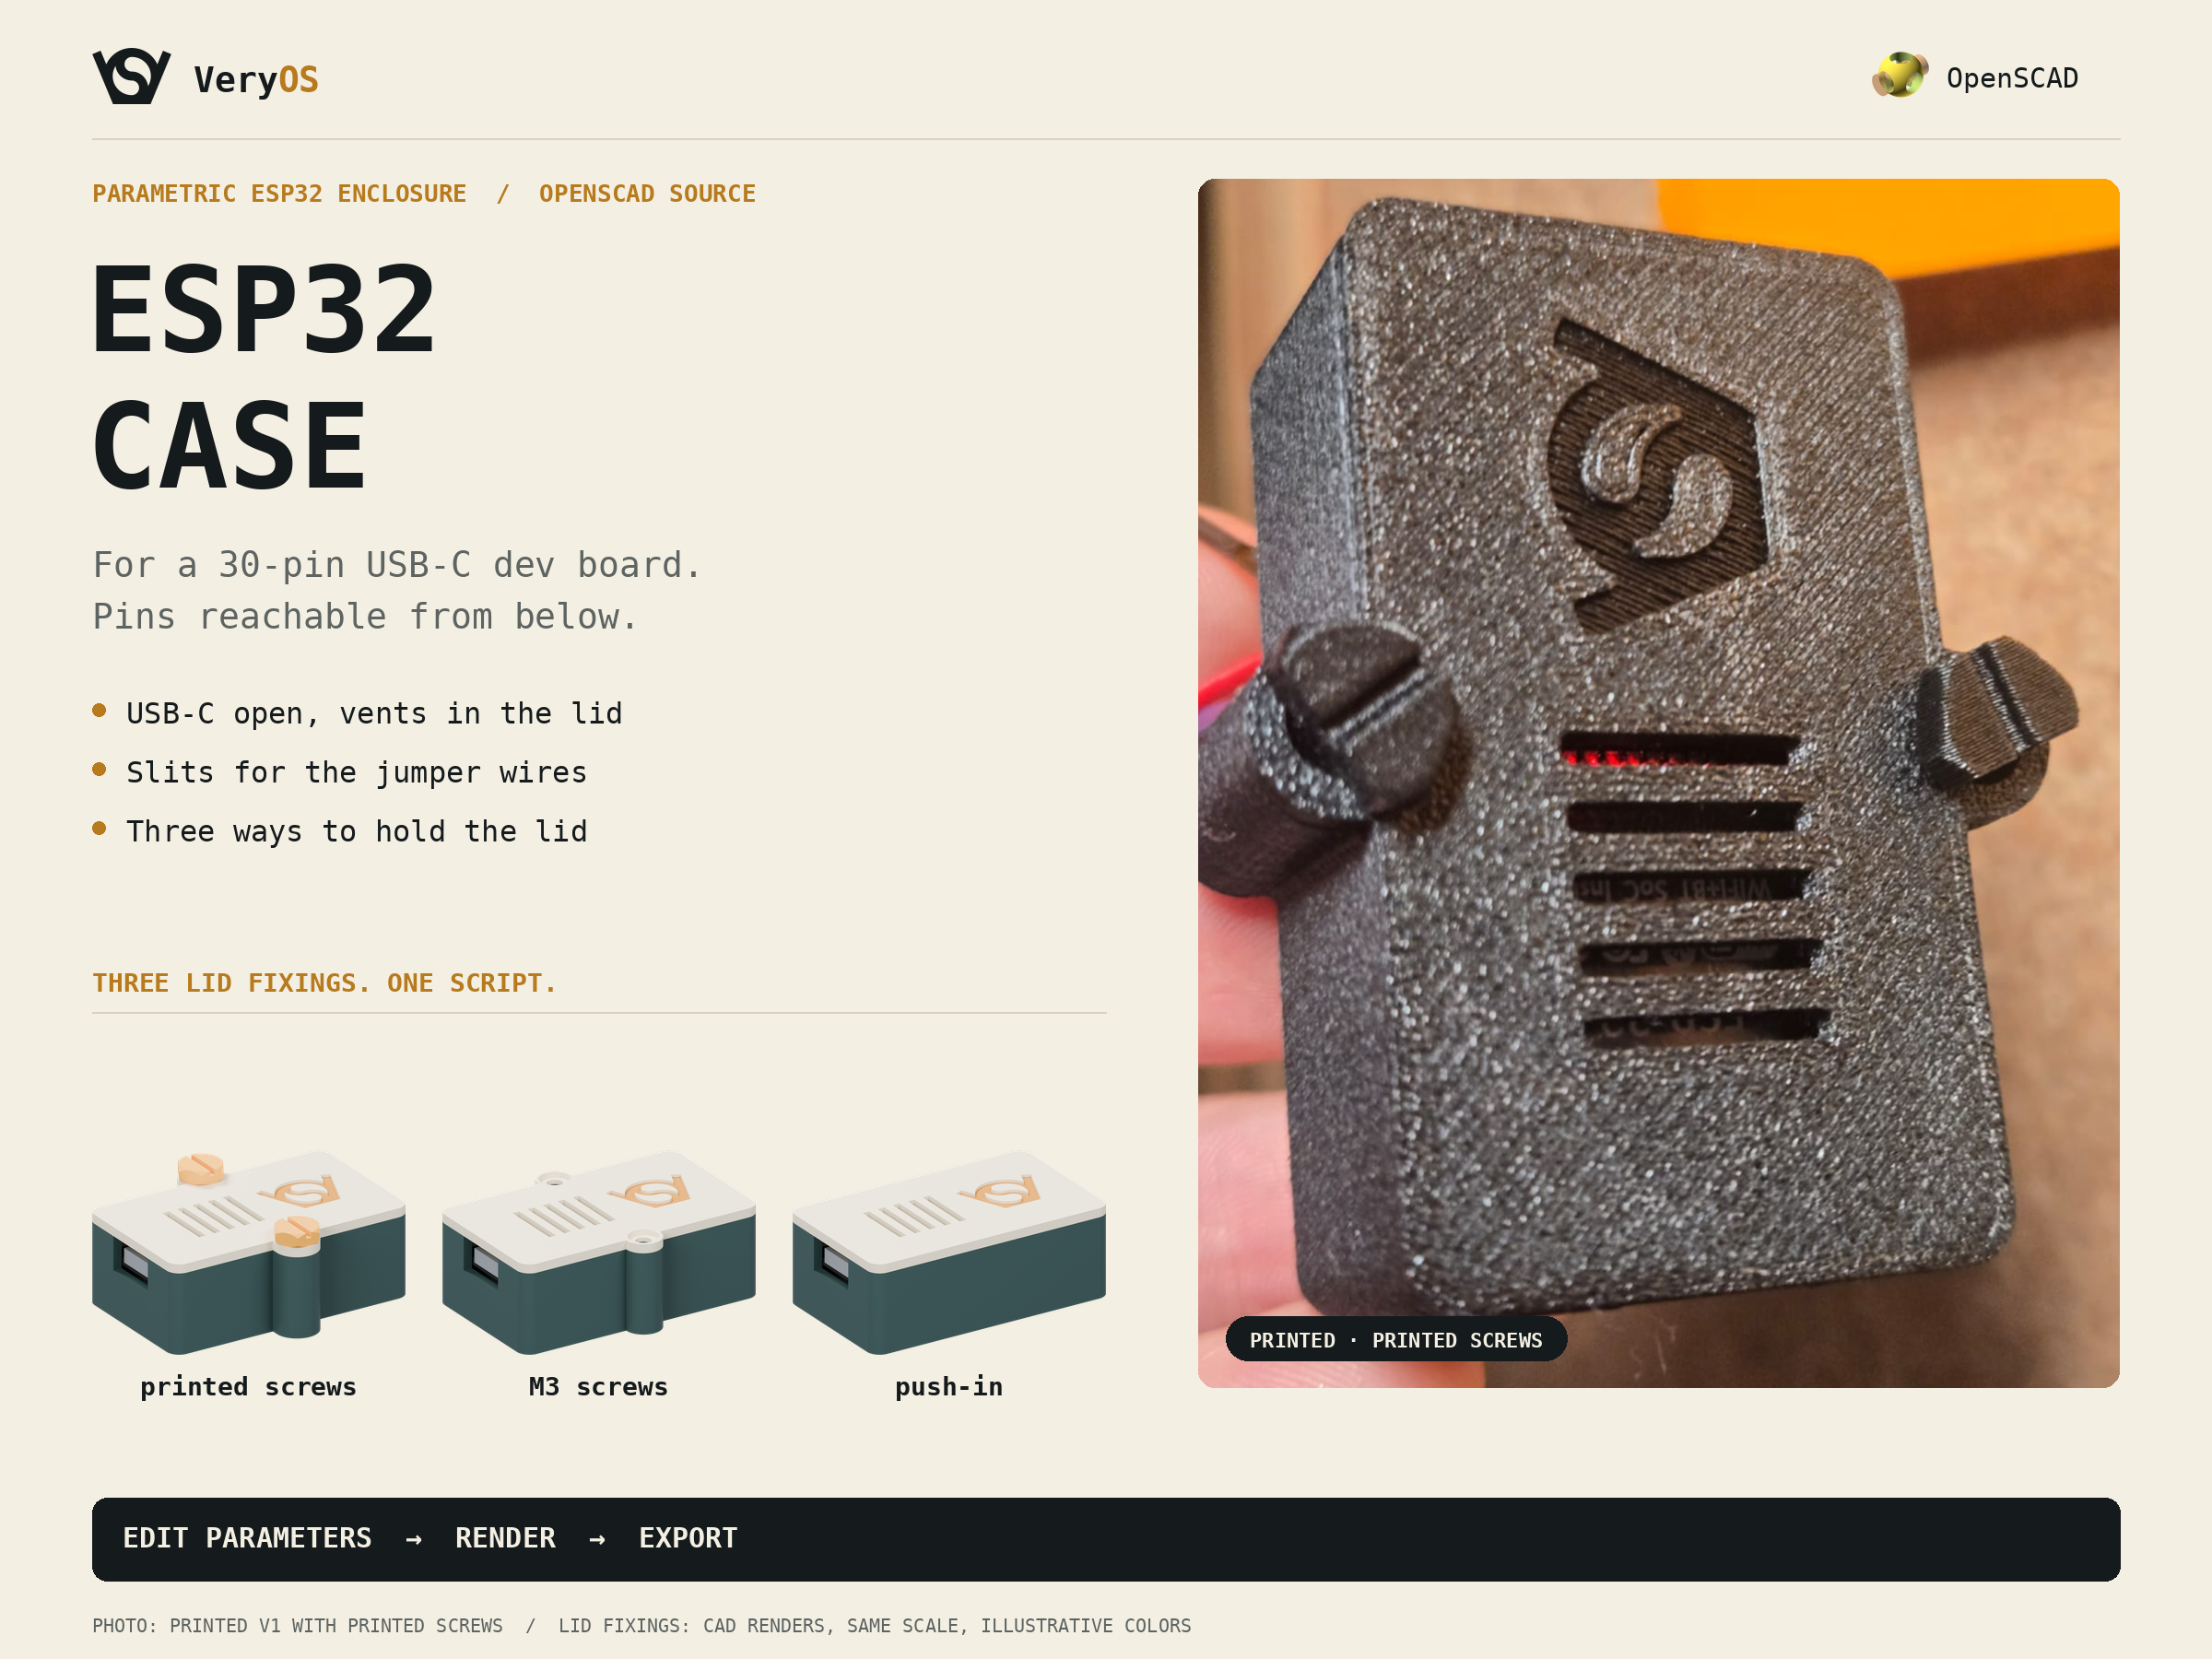 VeryOS
OpenSCAD
PARAMETRIC ESP32 ENCLOSURE / OPENSCAD SOURCE
ESP32
CASE
For a 30-pin USB-C dev board.
Pins reachable from below.
USB-C open, vents in the lid
Slits for the jumper wires
Three ways to hold the lid
THREE LID FIXINGS. ONE SCRIPT.
printed screws
M3 screws
push-in
WiFi+BT SoC
PRINTED · PRINTED SCREWS
EDIT PARAMETERS → RENDER → EXPORT
PHOTO: PRINTED V1 WITH PRINTED SCREWS / LID FIXINGS: CAD RENDERS, SAME SCALE, ILLUSTRATIVE COLORS